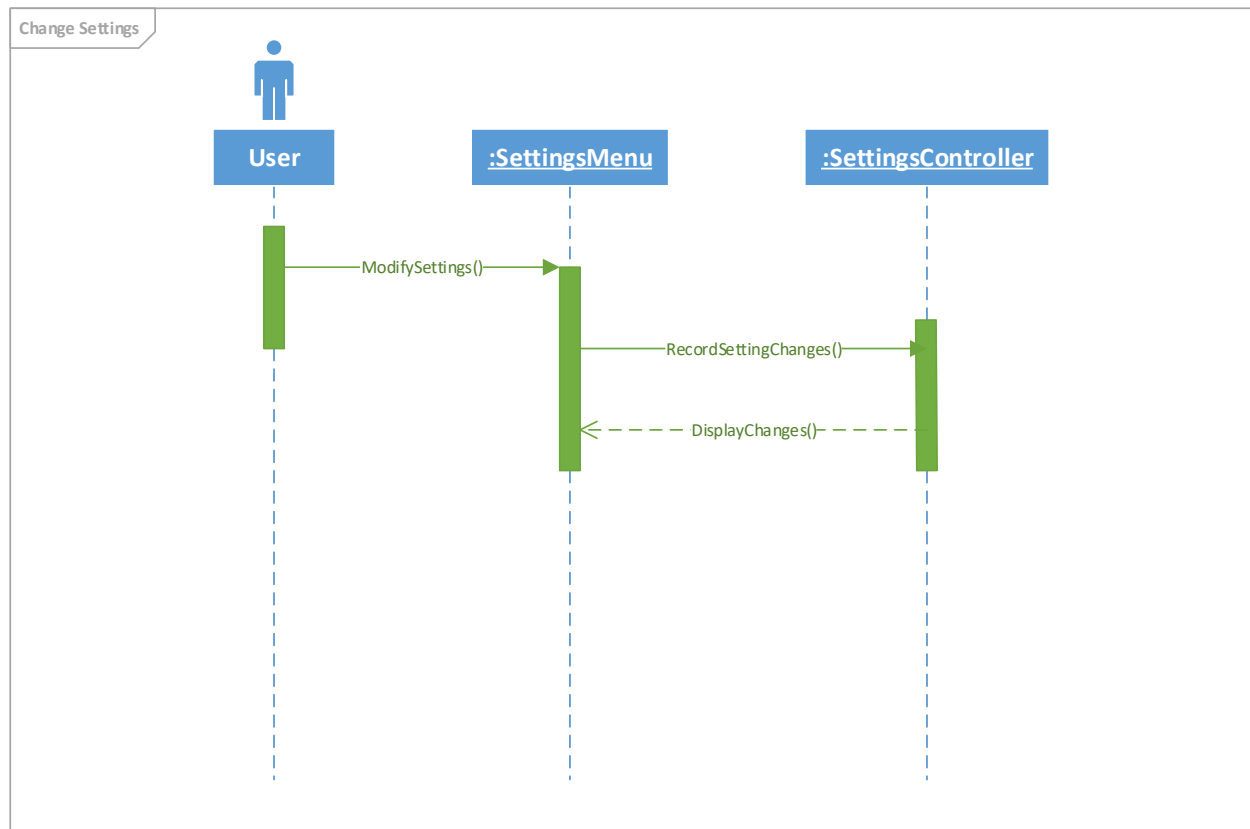 Change Settings
User
:SettingsMenu
:SettingsController
ModifySettings()
RecordSettingChanges()
DisplayChanges()